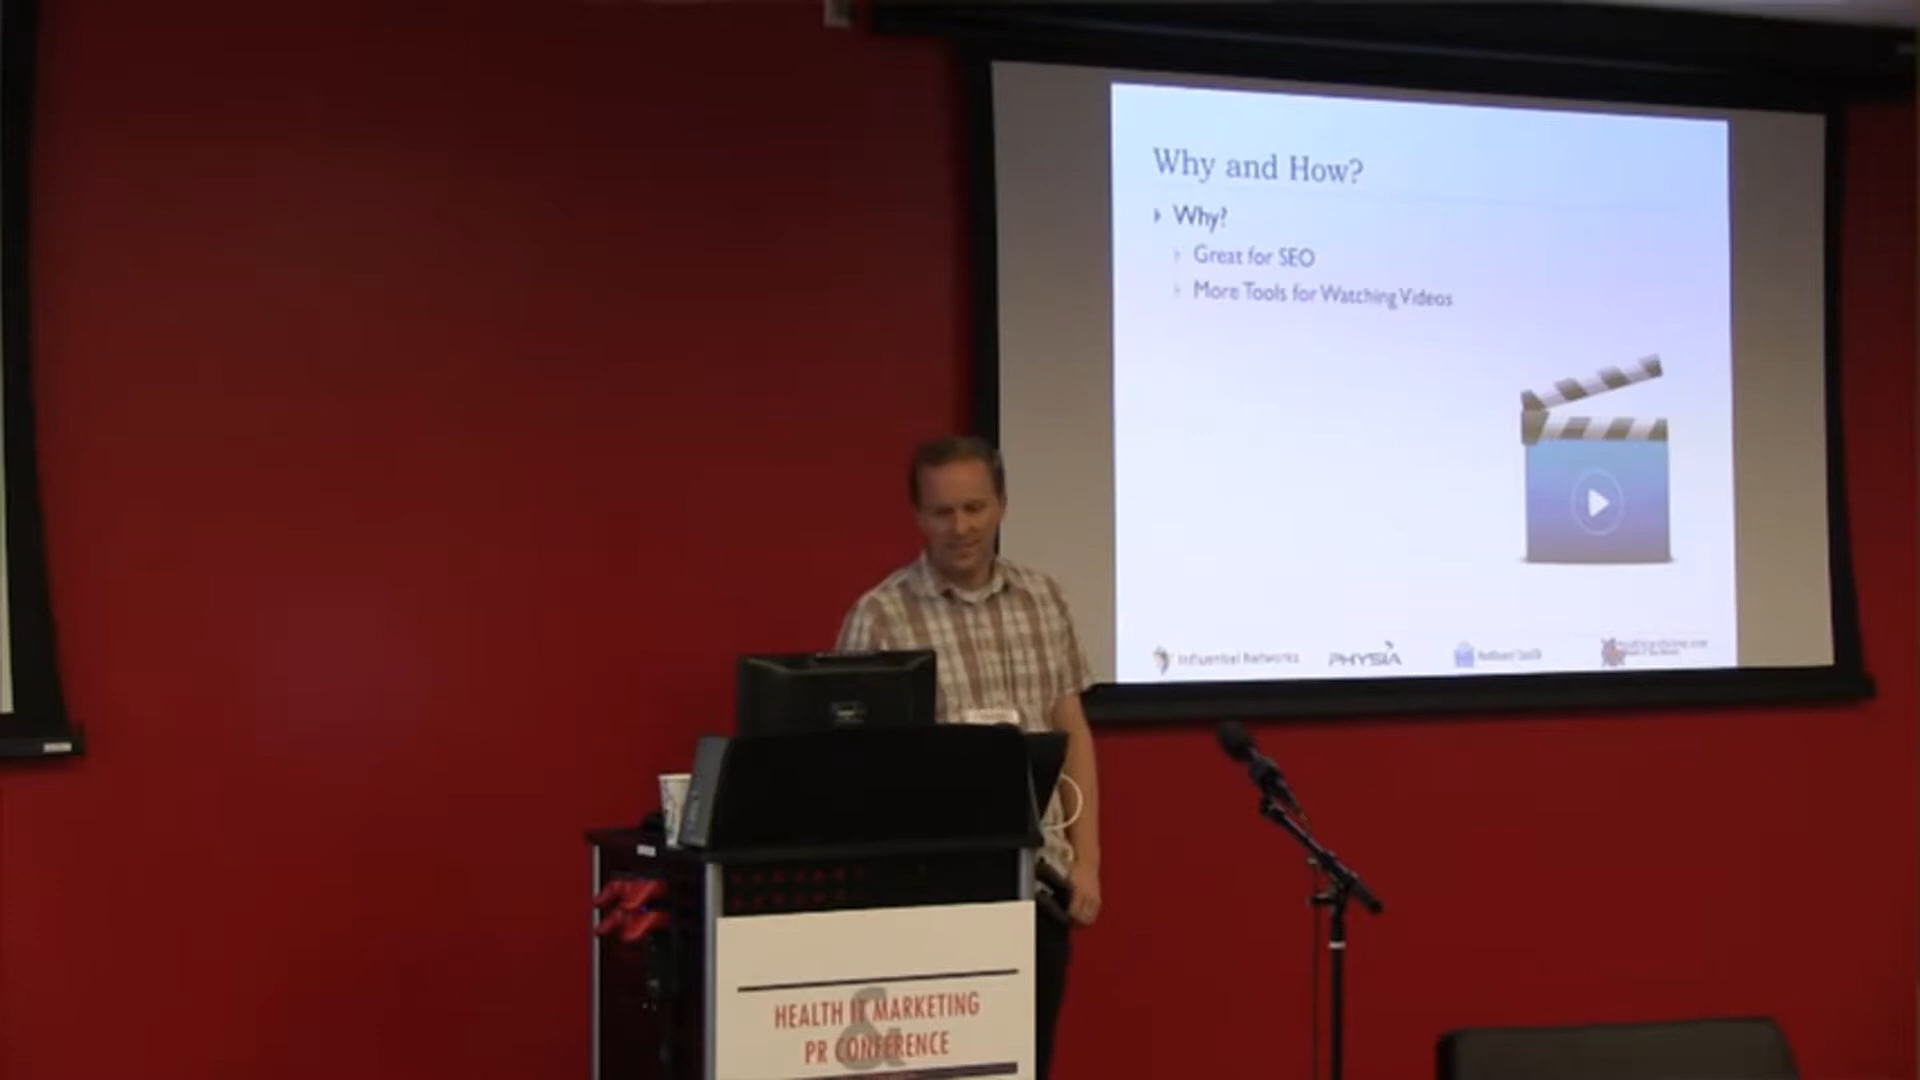 Why and How?
Why?
Great for SEO
More Tools for Watching Videos
Influential Networks
PHYSIA
HEALTH IT MARKETING
&
PR CONFERENCE